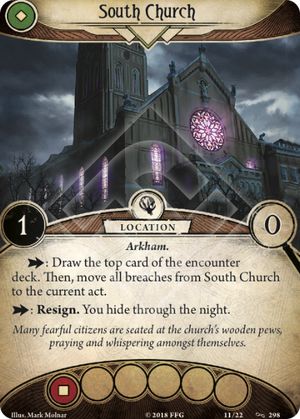 South Church
1
LOCATION
0
Arkham.
: Draw the top card of the encounter
deck. Then, move all breaches from South Church
to the current act.
: Resign. You hide through the night.
Many fearful citizens are seated at the church's wooden pews,
praying and whispering amongst themselves.
Illus. Mark Molnar
© 2018 FFG
11/22
298